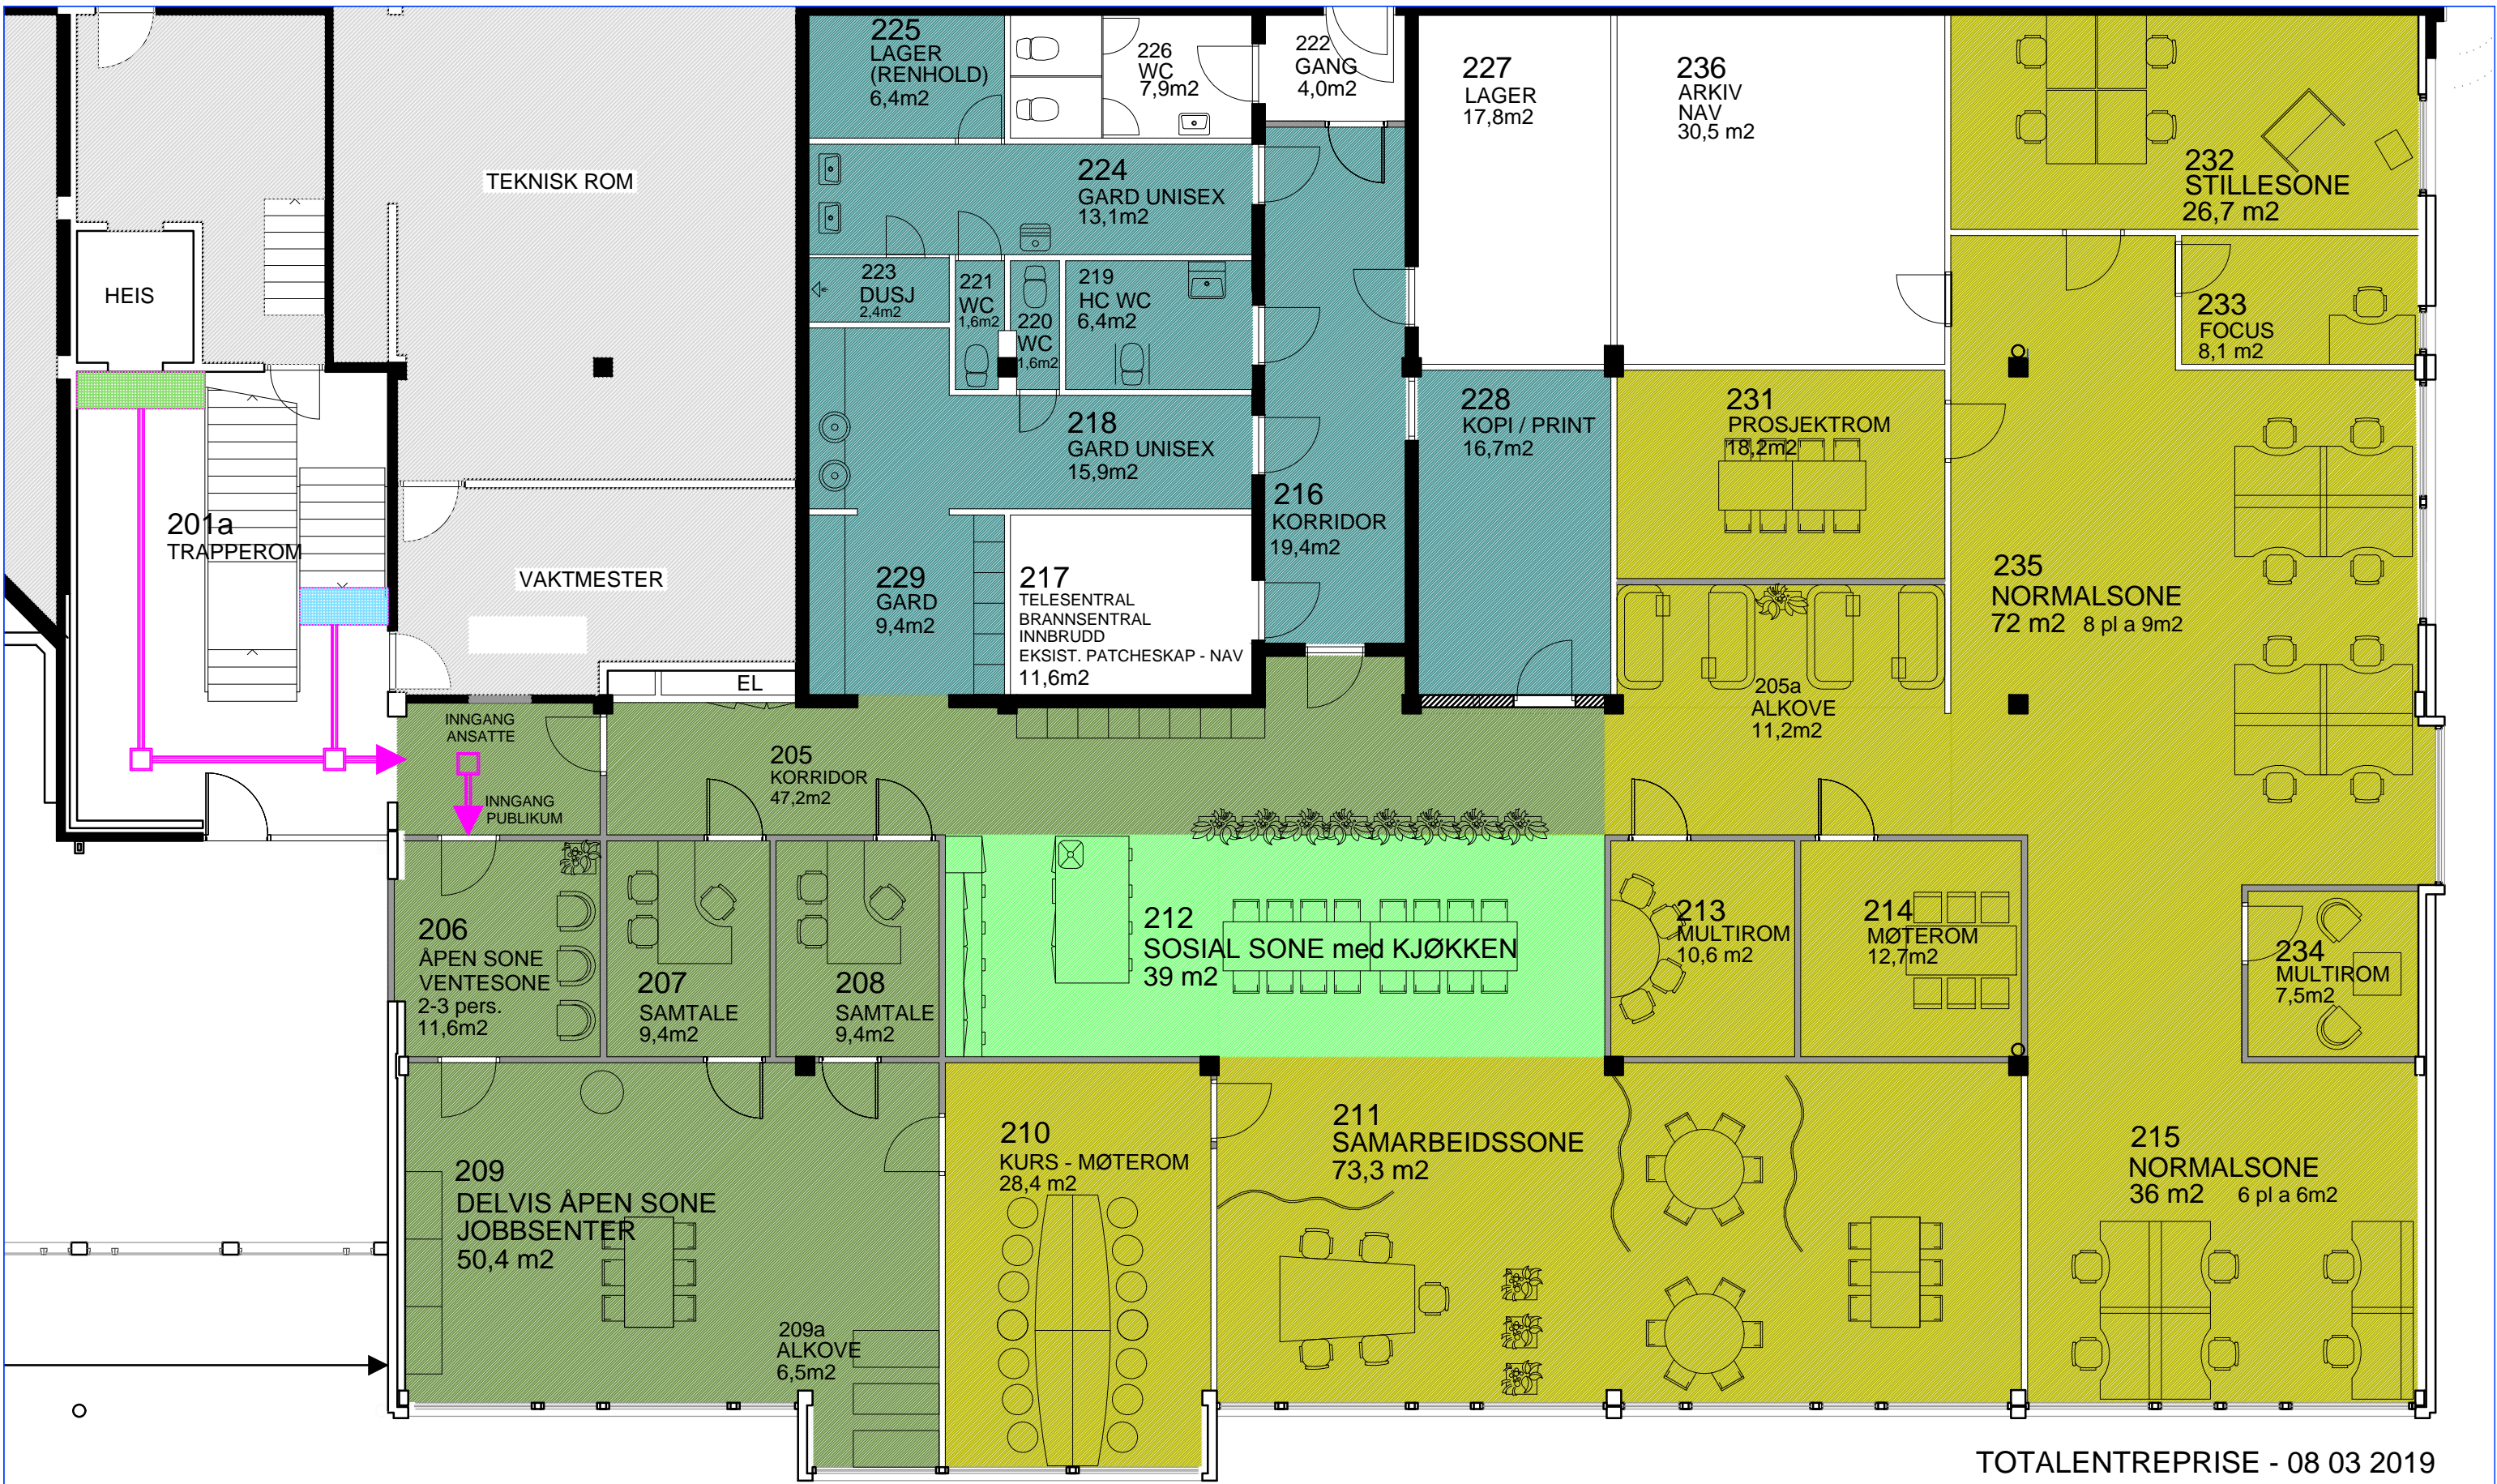 225
LAGER
(RENHOLD)
6,4m2
226
WC
7,9m2
222
GANG
4,0m2
227
LAGER
17,8m2
236
ARKIV
NAV
30,5 m2
232
STILLESONE
26,7 m2
TEKNISK ROM
224
GARD UNISEX
13,1m2
HEIS
223
DUSJ
2,4m2
221
WC
1,6m2
220
WC
1,6m2
219
HC WC
6,4m2
233
FOCUS
8,1 m2
218
GARD UNISEX
15,9m2
228
KOPI / PRINT
16,7m2
231
PROSJEKTROM
18,2m2
216
KORRIDOR
19,4m2
201a
TRAPPEROM
VAKTMESTER
229
GARD
9,4m2
217
TELESENTRAL
BRANNSENTRAL
INNBRUDD
EKSIST. PATCHESKAP - NAV
11,6m2
235
NORMALSONE
72 m2 8 pl a 9m2
EL
205a
ALKOVE
11,2m2
INNGANG
ANSATTE
205
KORRIDOR
47,2m2
INNGANG
PUBLIKUM
206
ÅPEN SONE
VENTESONE
2-3 pers.
11,6m2
207
SAMTALE
9,4m2
208
SAMTALE
9,4m2
212
SOSIAL SONE med KJØKKEN
39 m2
213
MULTIROM
10,6 m2
214
MØTEROM
12,7m2
234
MULTIROM
7,5m2
209
DELVIS ÅPEN SONE
JOBBSENTER
50,4 m2
209a
ALKOVE
6,5m2
210
KURS - MØTEROM
28,4 m2
211
SAMARBEIDSSONE
73,3 m2
215
NORMALSONE
36 m2 6 pl a 6m2
TOTALENTREPRISE - 08 03 2019